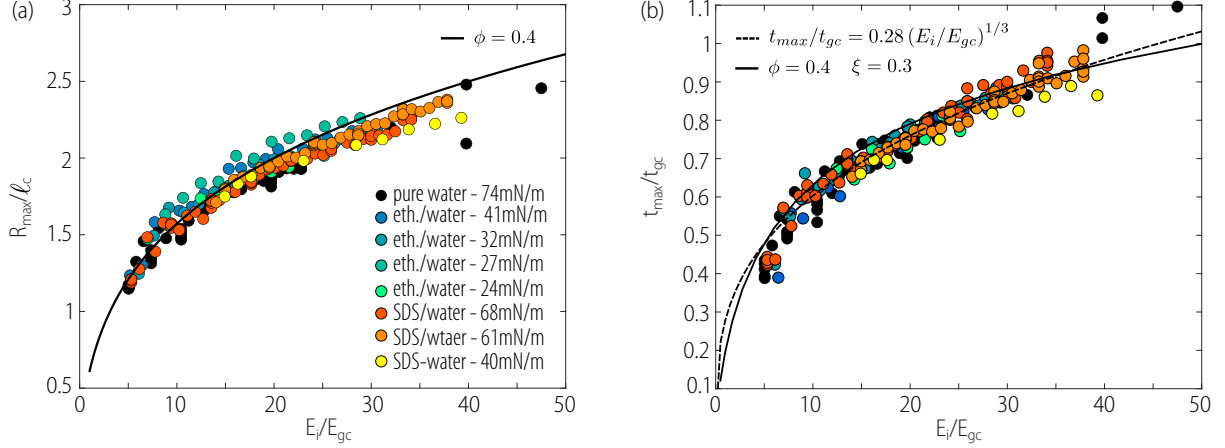 (a)
ϕ = 0.4
R_max/ℓ_c
3
2.5
2
1.5
1
0.5
0
10
20
30
40
50
E_i/E_gc
pure water - 74mN/m
eth./water - 41mN/m
eth./water - 32mN/m
eth./water - 27mN/m
eth./water - 24mN/m
SDS/water - 68mN/m
SDS/wtaer - 61mN/m
SDS-water - 40mN/m
(b)
t_max/t_gc = 0.28 (E_i/E_gc)^1/3
ϕ = 0.4 ξ = 0.3
t_max/t_gc
1.1
1
0.9
0.8
0.7
0.6
0.5
0.4
0.3
0.2
0.1
0
10
20
30
40
50
E_i/E_gc